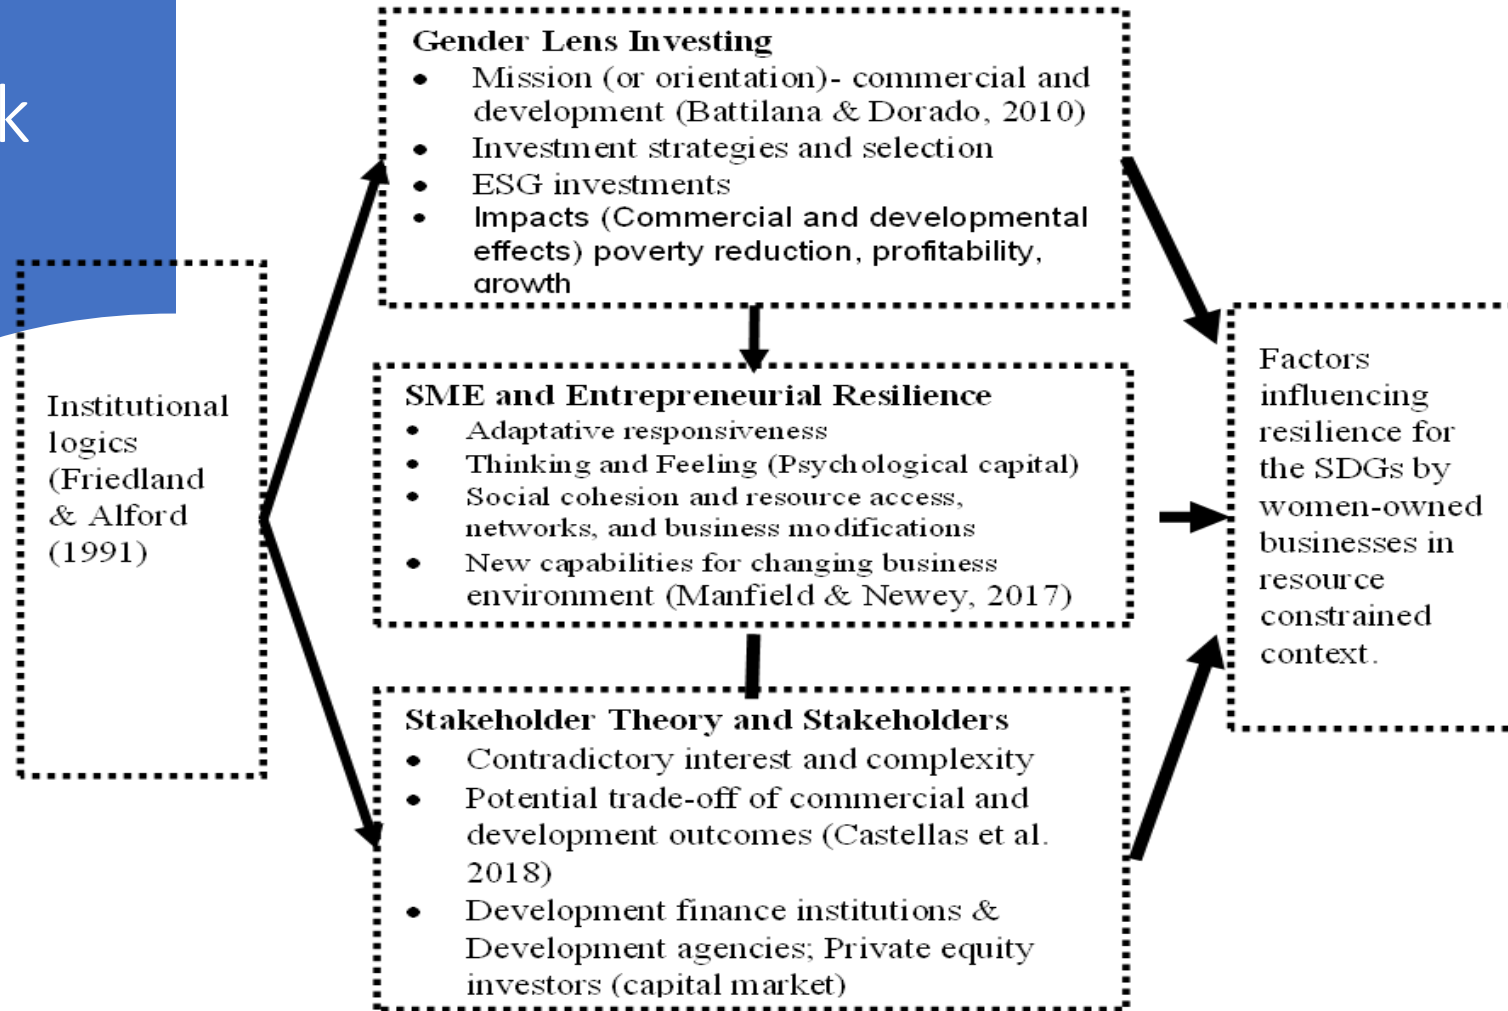 k
Gender Lens Investing
• Mission (or orientation)- commercial and
development (Battilana & Dorado, 2010)
• Investment strategies and selection
• ESG investments
• Impacts (Commercial and developmental
effects) poverty reduction, profitability,
growth
Institutional
logics
(Friedland
& Alford
(1991)
SME and Entrepreneurial Resilience
• Adaptative responsiveness
• Thinking and Feeling (Psychological capital)
• Social cohesion and resource access,
networks, and business modifications
• New capabilities for changing business
environment (Manfield & Newey, 2017)
Stakeholder Theory and Stakeholders
• Contradictory interest and complexity
• Potential trade-off of commercial and
development outcomes (Castellas et al.
2018)
• Development finance institutions &
Development agencies; Private equity
investors (capital market)
Factors
influencing
resilience for
the SDGs by
women-owned
businesses in
resource
constrained
context.